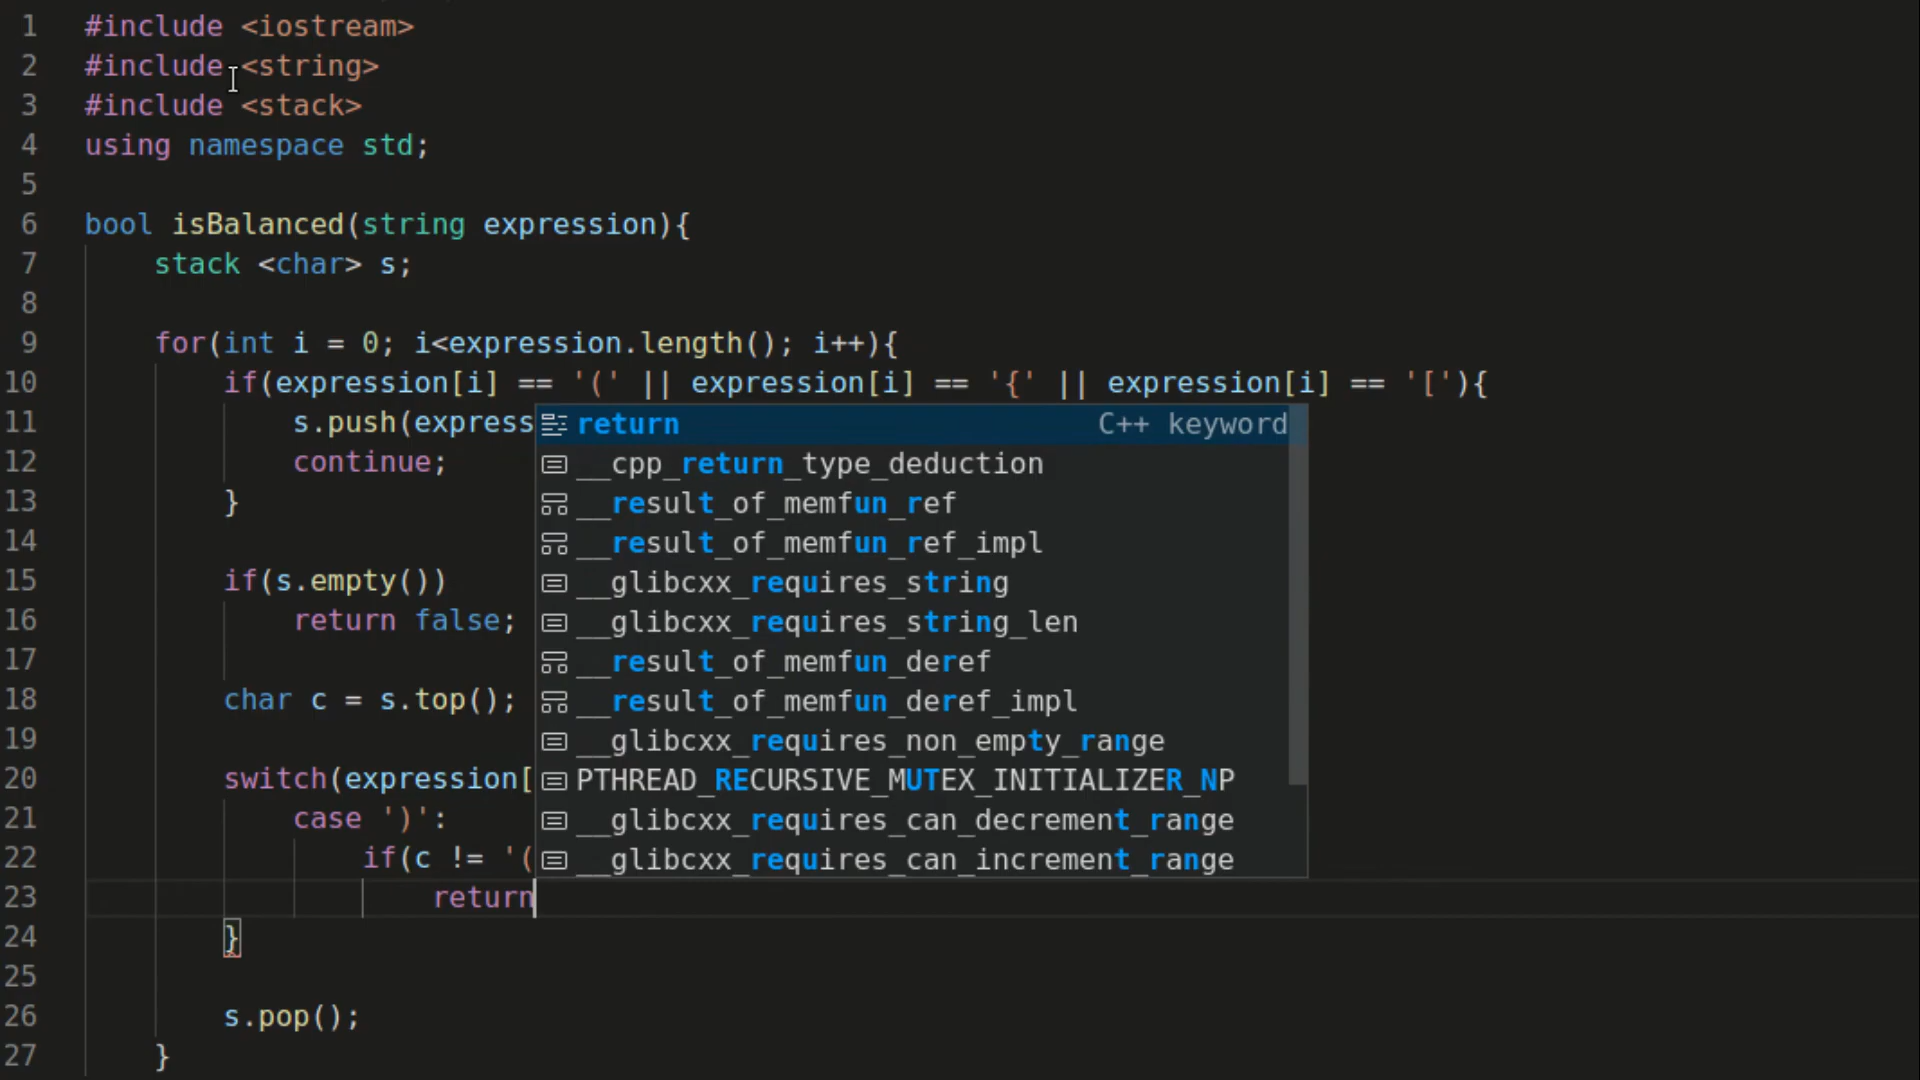 1 #include <iostream>
2 #include <string>
3 #include <stack>
4 using namespace std;
5
6 bool isBalanced(string expression){
7 stack <char> s;
8
9 for(int i = 0; i<expression.length(); i++){
10 if(expression[i] == '(' || expression[i] == '{' || expression[i] == '['){
11 s.push(express
return C++ keyword
12 continue;
__cpp_return_type_deduction
13 }
__result_of_memfun_ref
14
__result_of_memfun_ref_impl
15 if(s.empty())
__glibcxx_requires_string
16 return false;
__glibcxx_requires_string_len
17
__result_of_memfun_deref
18 char c = s.top();
__result_of_memfun_deref_impl
19
__glibcxx_requires_non_empty_range
20 switch(expression[
PTHREAD_RECURSIVE_MUTEX_INITIALIZER_NP
21 case ')':
__glibcxx_requires_can_decrement_range
22 if(c != '(
__glibcxx_requires_can_increment_range
23 return
24 }
25
26 s.pop();
27 }